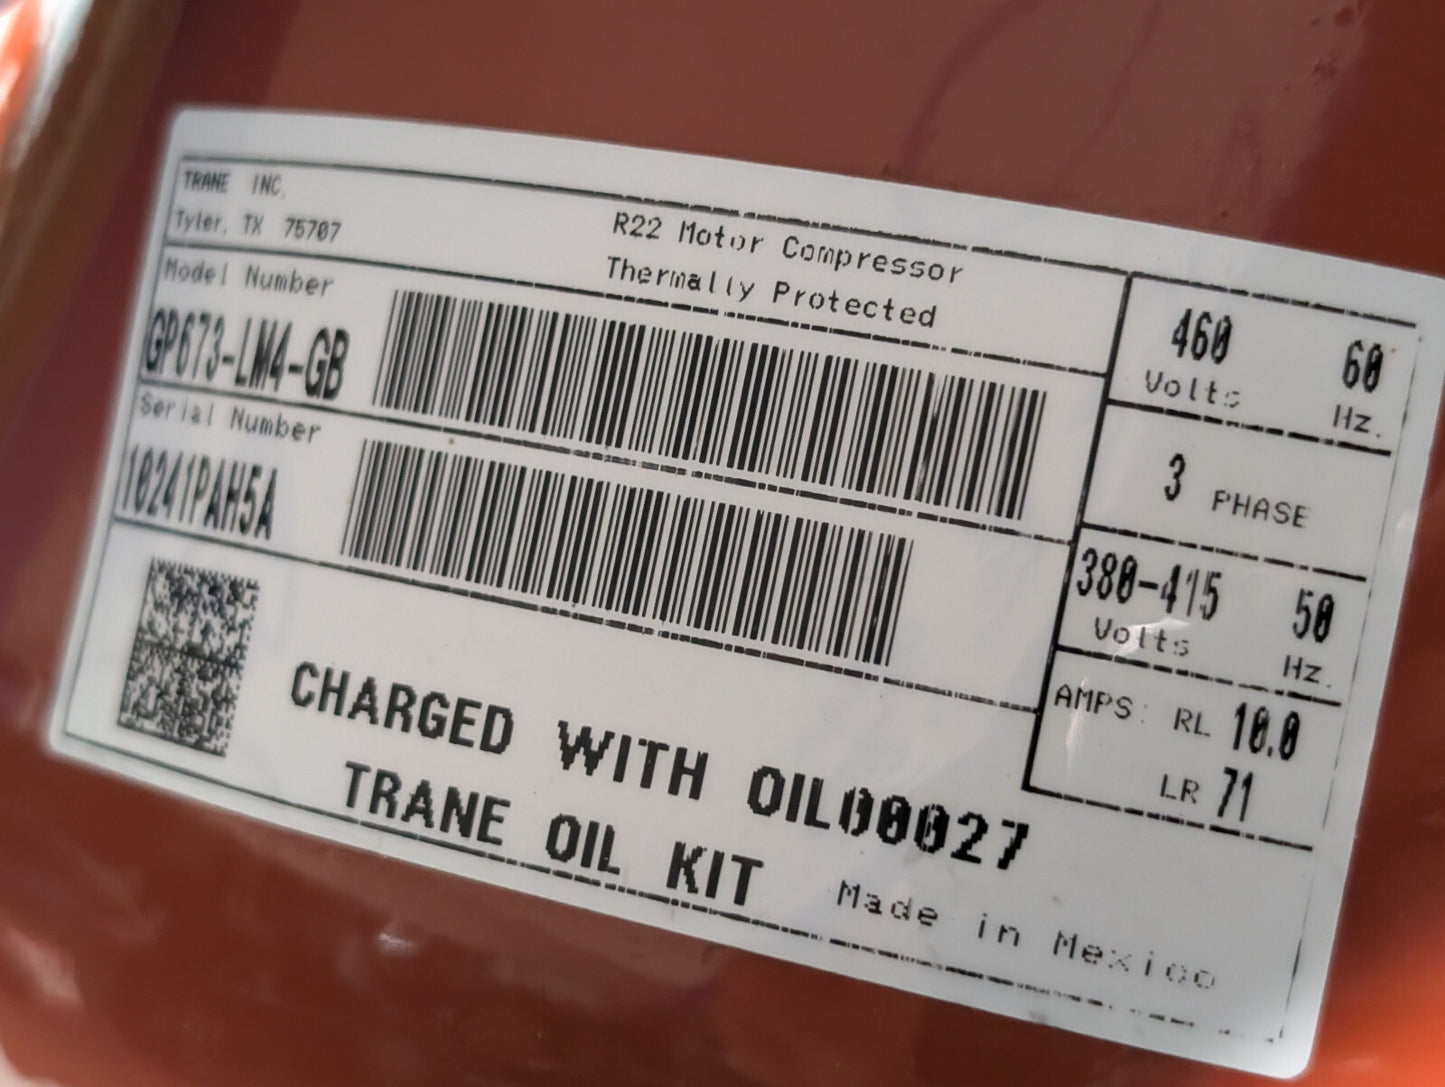 TRANE INC.
Tyler, TX 75707
R22 Motor Compressor
Thermally Protected
Model Number
GP673-LM4-GB
Serial Number
10241PAH5A
460 60
Volts Hz.
3 PHASE
380-415 50
Volts Hz.
AMPS: RL 10.0
LR 71
CHARGED WITH OIL00027
TRANE OIL KIT
Made in Mexico